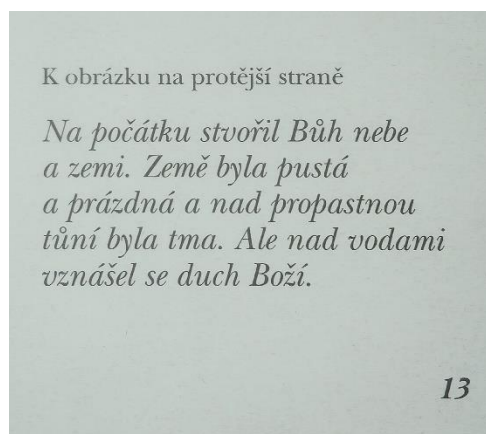 K obrázku na protější straně
Na počátku stvořil Bůh nebe
a zemi. Země byla pustá
a prázdná a nad propastnou
tůní byla tma. Ale nad vodami
vznášel se duch Boží.
13